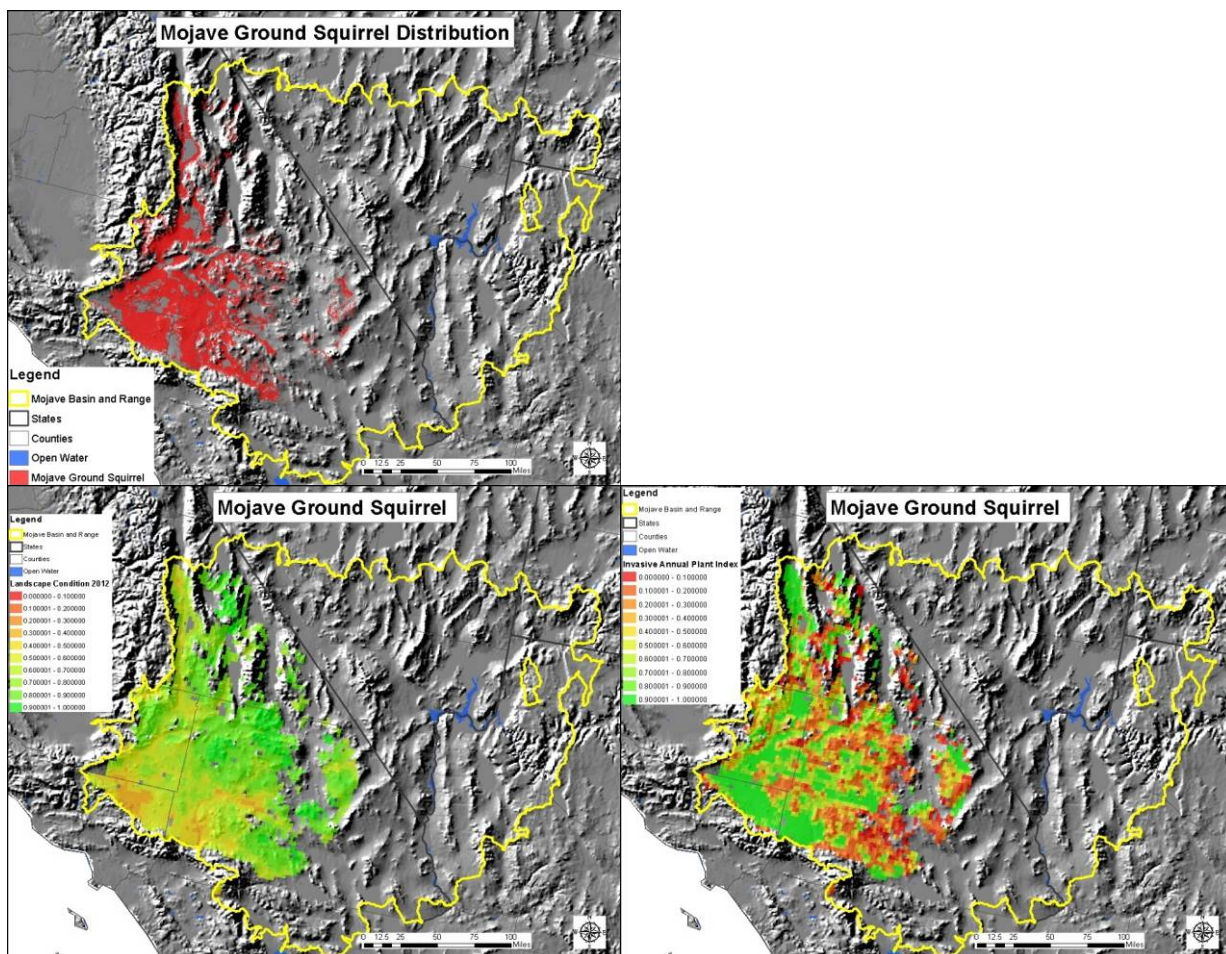 Mojave Ground Squirrel Distribution
Legend
Mojave Basin and Range
States
Counties
Open Water
Mojave Ground Squirrel
0 12.5 25 50 75 100
Miles
Mojave Ground Squirrel
Legend
Mojave Basin and Range
States
Counties
Open Water
Landscape Condition 2012
0.000000 - 0.100000
0.100001 - 0.200000
0.200001 - 0.300000
0.300001 - 0.400000
0.400001 - 0.500000
0.500001 - 0.600000
0.600001 - 0.700000
0.700001 - 0.800000
0.800001 - 0.900000
0.900001 - 1.000000
0 12.5 25 50 75 100
Miles
Mojave Ground Squirrel
Legend
Mojave Basin and Range
States
Counties
Open Water
Invasive Annual Plant Index
0.000000 - 0.100000
0.100001 - 0.200000
0.200001 - 0.300000
0.300001 - 0.400000
0.400001 - 0.500000
0.500001 - 0.600000
0.600001 - 0.700000
0.700001 - 0.800000
0.800001 - 0.900000
0.900001 - 1.000000
0 12.5 25 50 75 100
Miles